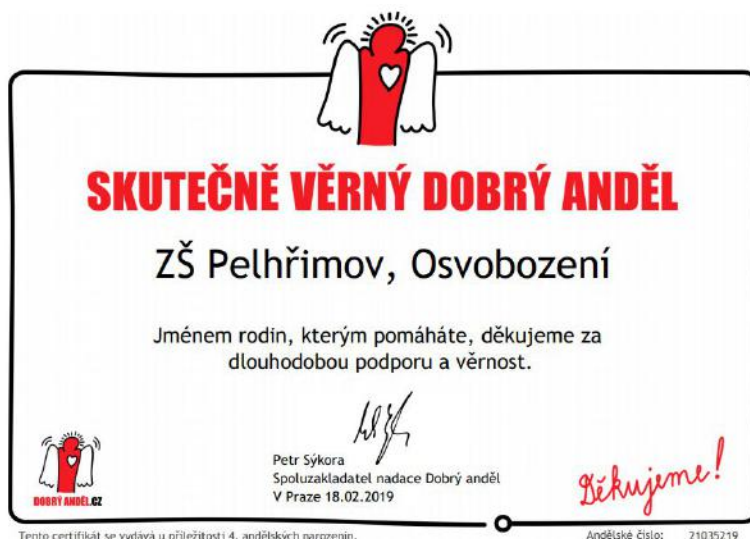 SKUTEČNĚ VĚRNÝ DOBRÝ ANDĚL
ZŠ Pelhřimov, Osvobození
Jménem rodin, kterým pomáháte, děkujeme za
dlouhodobou podporu a věrnost.
Petr Sýkora
Spoluzakladatel nadace Dobrý anděl
V Praze 18.02.2019
DOBRÝ ANDĚL.CZ
Děkujeme!
Tento certifikát se vydává u příležitosti 4. andělských narozenin.
Andělské číslo: 21035219